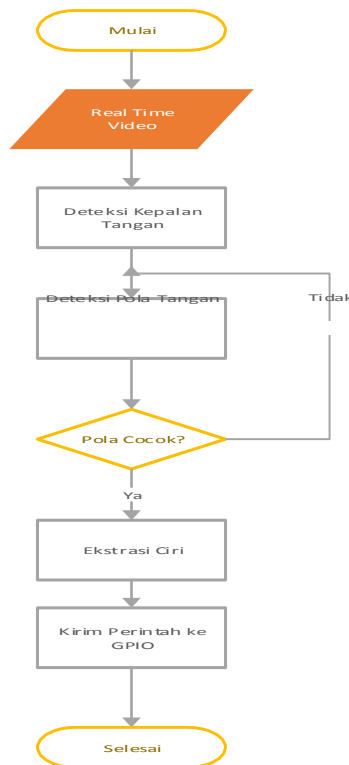 Mulai
Real Time
Video
Deteksi Kepalan
Tangan
Deteksi Pola Tangan
Tidak
Pola Cocok?
Ya
Ekstrasi Ciri
Kirim Perintah ke
GPIO
Selesai